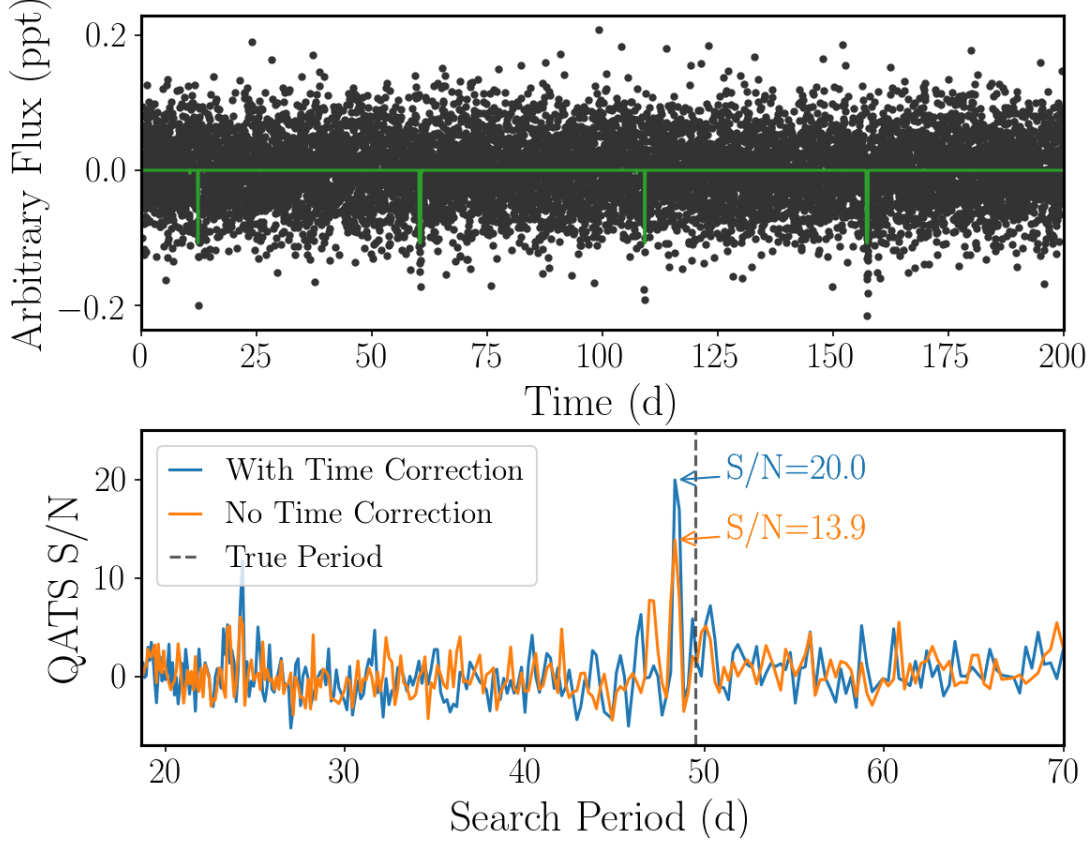 Arbitrary Flux (ppt)
0.2
0.0
−0.2
0 25 50 75 100 125 150 175 200
Time (d)
QATS S/N
20
10
0
With Time Correction
No Time Correction
True Period
S/N=20.0
S/N=13.9
20 30 40 50 60 70
Search Period (d)